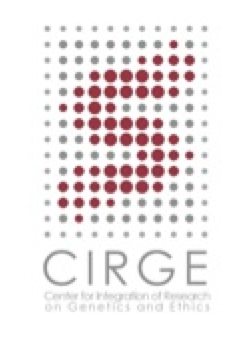 CIRGE
Center for Integration of Research
on Genetics and Ethics